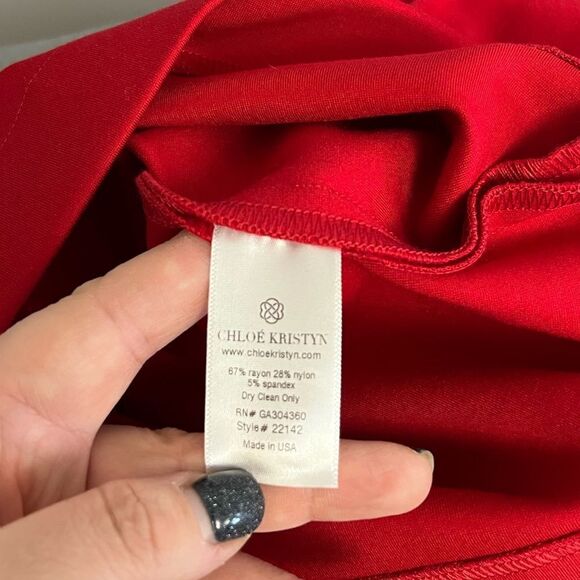 CHLOÉ KRISTYN
www.chloekristyn.com
67% rayon 28% nylon
5% spandex
Dry Clean Only
RN# GA304360
Style# 22142
Made in USA